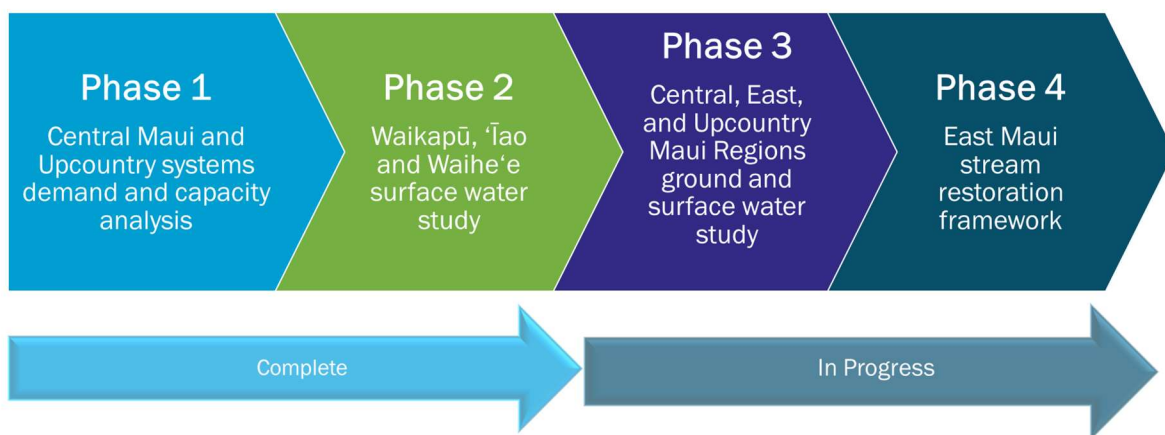 Phase 1
Central Maui and
Upcountry systems
demand and capacity
analysis
Phase 2
Waikapū, ʻĪao
and Waiheʻe
surface water
study
Phase 3
Central, East,
and Upcountry
Maui Regions
ground and
surface water
study
Phase 4
East Maui
stream
restoration
framework
Complete
In Progress